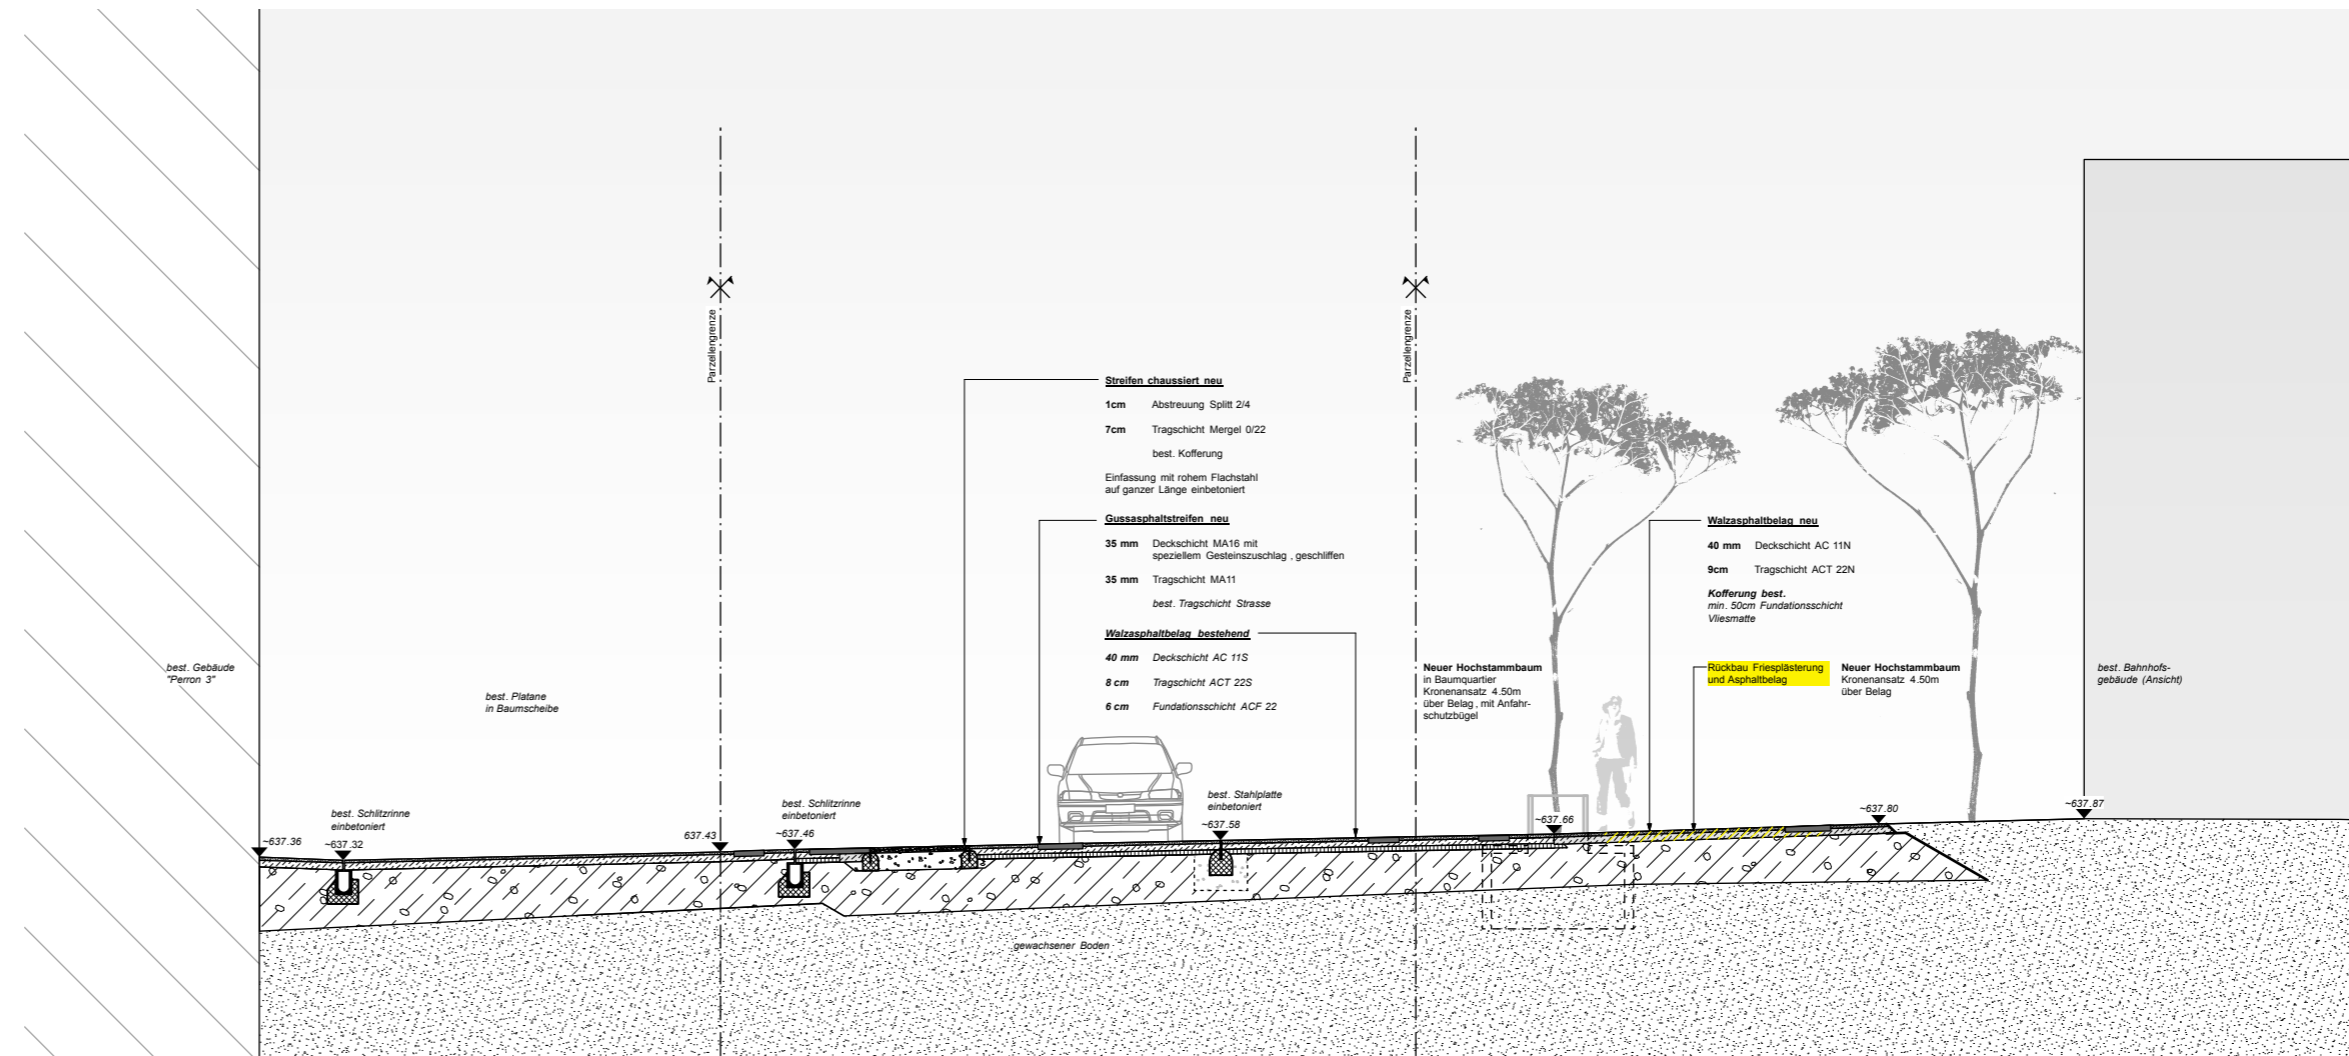 Parzellengrenze
Parzellengrenze
Streifen chaussiert neu
1cm Abstreuung Splitt 2/4
7cm Tragschicht Mergel 0/22
best. Kofferung
Einfassung mit rohem Flachstahl
auf ganzer Länge einbetoniert
Gussasphaltstreifen neu
35 mm Deckschicht MA16 mit
speziellem Gesteinszuschlag , geschliffen
35 mm Tragschicht MA11
best. Tragschicht Strasse
Walzasphaltbelag bestehend
40 mm Deckschicht AC 11S
8 cm Tragschicht ACT 22S
6 cm Fundationsschicht ACF 22
Walzasphaltbelag neu
40 mm Deckschicht AC 11N
9cm Tragschicht ACT 22N
Kofferung best.
min. 50cm Fundationsschicht
Vliesmatte
best. Gebäude
"Perron 3"
best. Platane
in Baumscheibe
Neuer Hochstammbaum
in Baumquartier
Kronenansatz 4.50m
über Belag , mit Anfahr-
schutzbügel
Rückbau Friesplästerung
und Asphaltbelag
Neuer Hochstammbaum
Kronenansatz 4.50m
über Belag
best. Bahnhofs-
gebäude (Ansicht)
best. Schlitzrinne
einbetoniert
best. Schlitzrinne
einbetoniert
best. Stahlplatte
einbetoniert
~637.36
~637.32
637.43
~637.46
~637.58
~637.66
~637.80
~637.87
gewachsener Boden